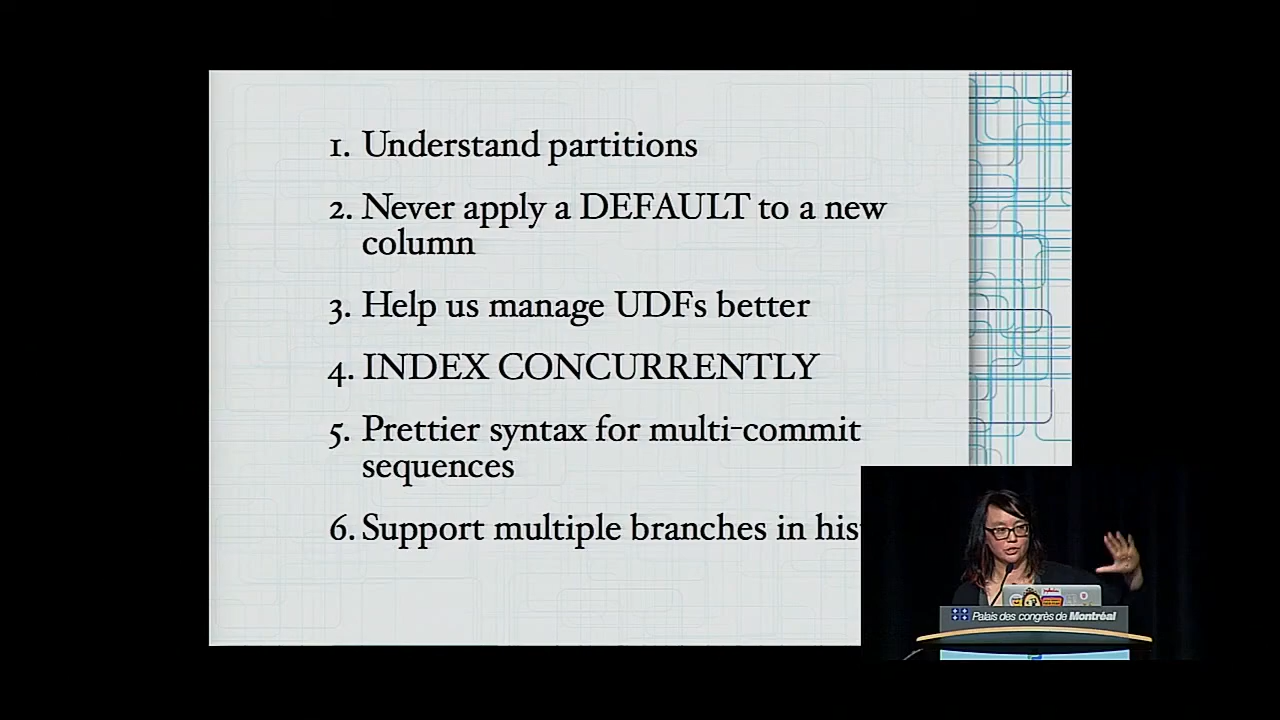 1. Understand partitions
2. Never apply a DEFAULT to a new
column
3. Help us manage UDFs better
4. INDEX CONCURRENTLY
5. Prettier syntax for multi-commit
sequences
6. Support multiple branches in his
Palais des congrès de Montréal